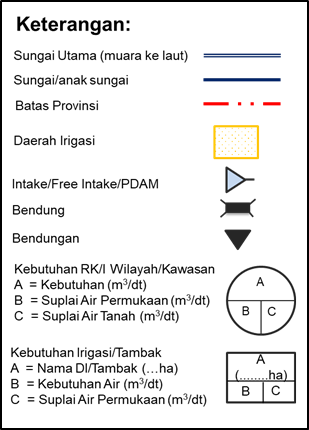 Keterangan:
Sungai Utama (muara ke laut)
Sungai/anak sungai
Batas Provinsi
Daerah Irigasi
Intake/Free Intake/PDAM
Bendung
Bendungan
Kebutuhan RK/I Wilayah/Kawasan
A = Kebutuhan (m³/dt)
B = Suplai Air Permukaan (m³/dt)
C = Suplai Air Tanah (m³/dt)
A
B C
Kebutuhan Irigasi/Tambak
A = Nama DI/Tambak (…ha)
B = Kebutuhan Air (m³/dt)
C = Suplai Air Permukaan (m³/dt)
A
(........ha)
B C